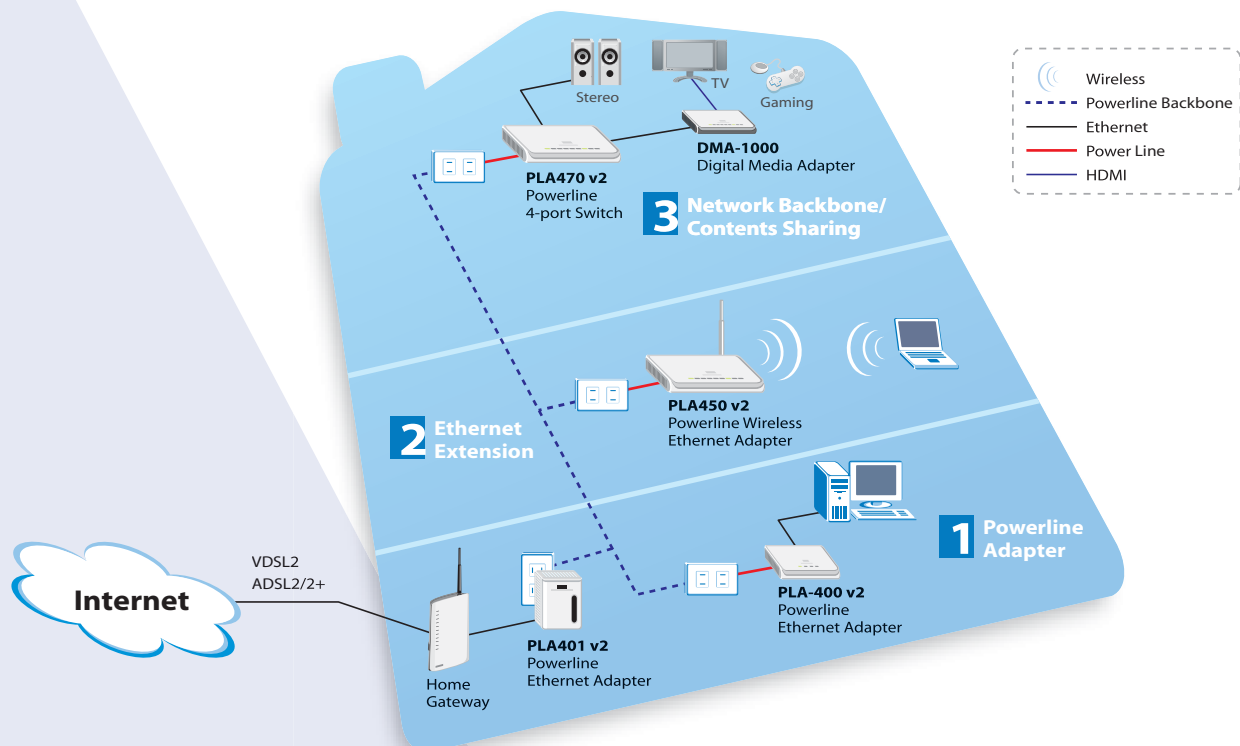 Stereo
TV
Gaming
PLA470 v2
Powerline
4-port Switch
DMA-1000
Digital Media Adapter
3 Network Backbone/
Contents Sharing
Wireless
Powerline Backbone
Ethernet
Power Line
HDMI
2 Ethernet
Extension
PLA450 v2
Powerline Wireless
Ethernet Adapter
1 Powerline
Adapter
PLA-400 v2
Powerline
Ethernet Adapter
Internet
VDSL2
ADSL2/2+
Home
Gateway
PLA401 v2
Powerline
Ethernet Adapter